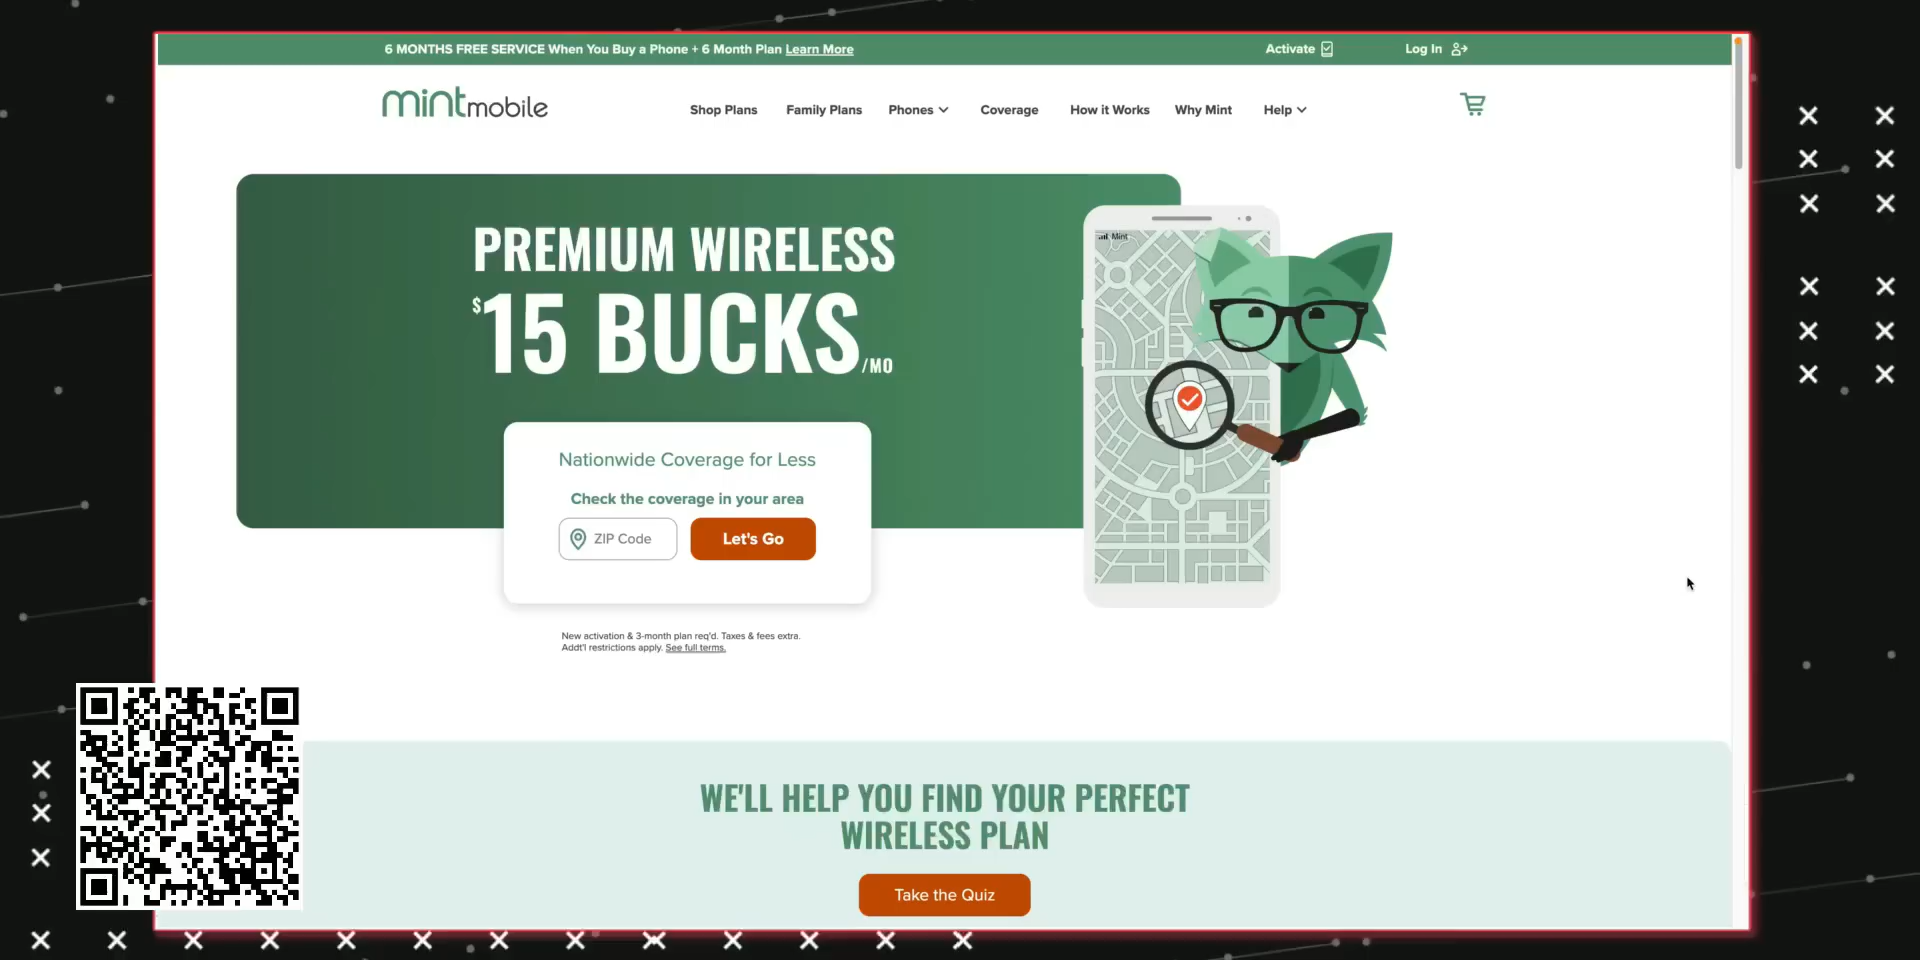 6 MONTHS FREE SERVICE When You Buy a Phone + 6 Month Plan Learn More
Activate
Log In
mintmobile
Shop Plans
Family Plans
Phones
Coverage
How it Works
Why Mint
Help
PREMIUM WIRELESS
$15 BUCKS/MO
Mint
Nationwide Coverage for Less
Check the coverage in your area
ZIP Code
Let's Go
New activation & 3-month plan req'd. Taxes & fees extra.
Addt'l restrictions apply. See full terms.
WE'LL HELP YOU FIND YOUR PERFECT
WIRELESS PLAN
Take the Quiz